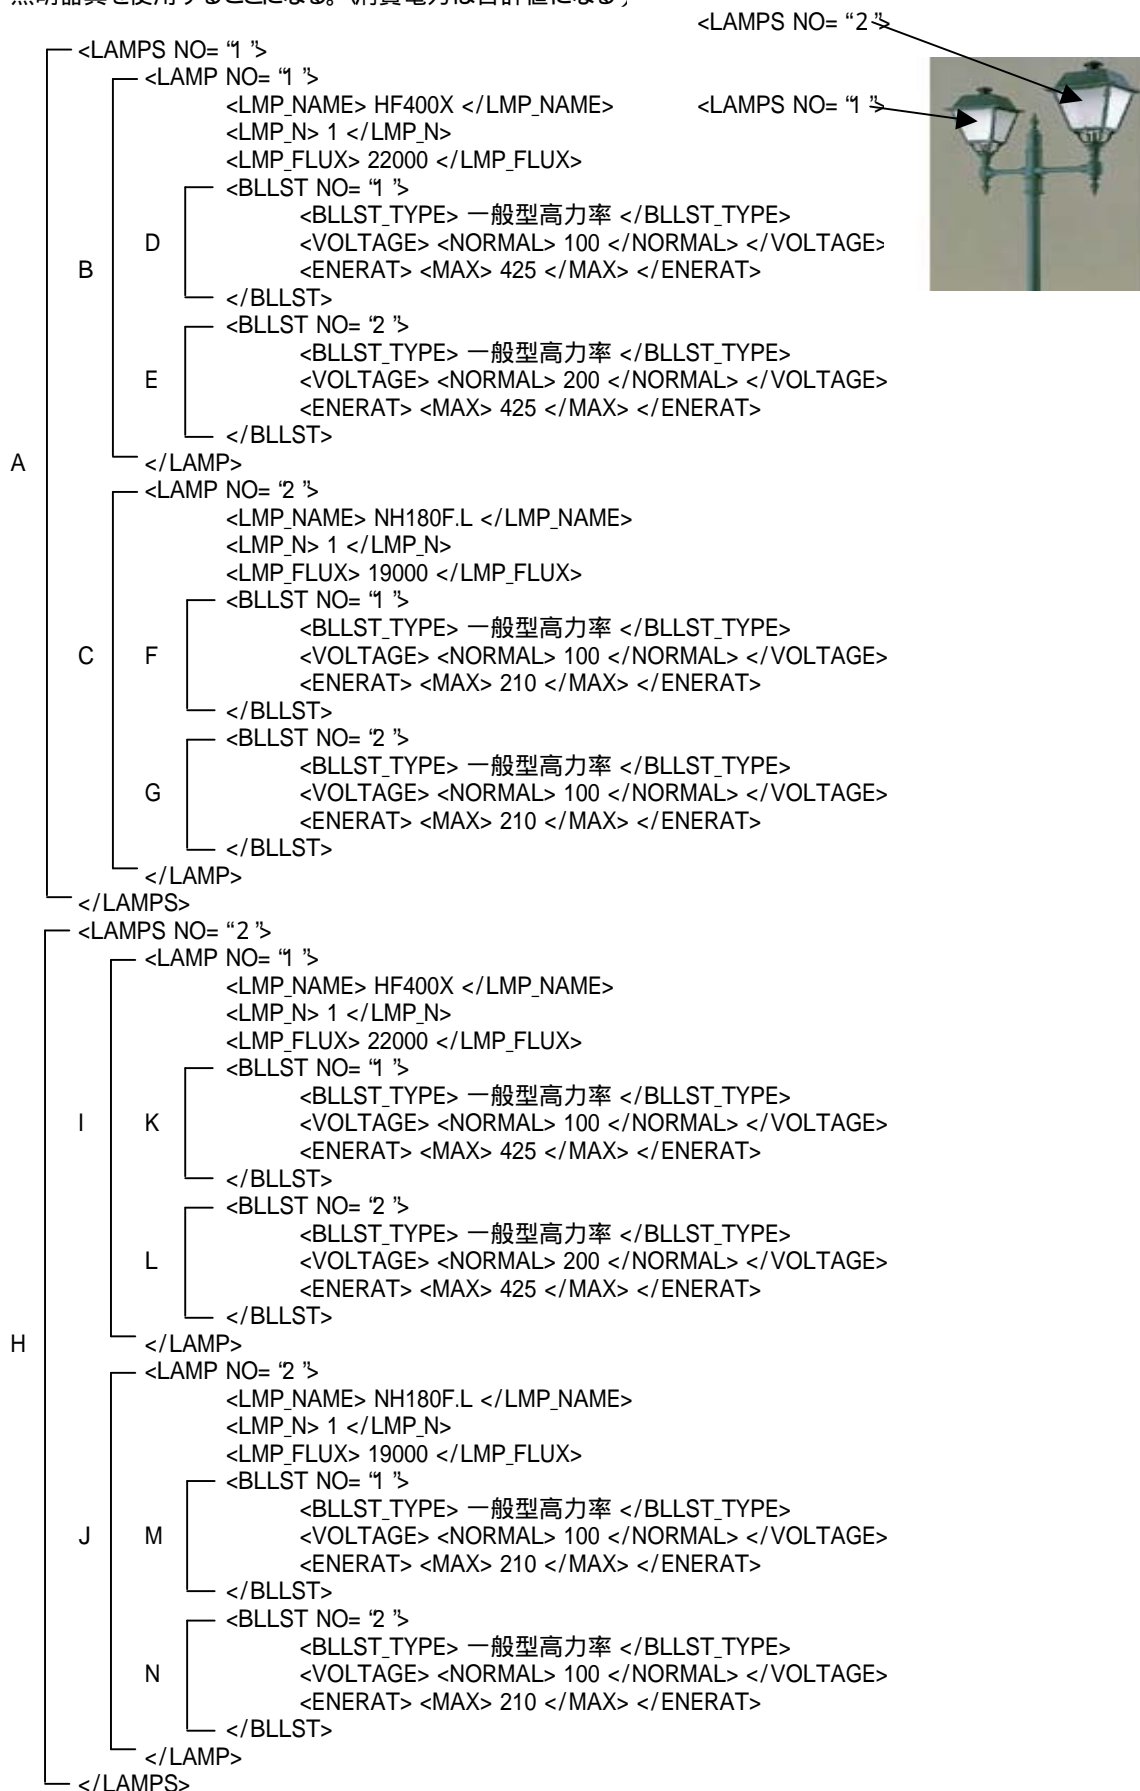 照明器具を使用することになる。（消費電力は合計値になる）
<LAMPS NO= “2 ”>
<LAMPS NO= “1 ”>
<LAMP NO= “1 ”>
<LMP_NAME> HF400X </LMP_NAME>
<LAMPS NO= “1 ”>
<LMP_N> 1 </LMP_N>
<LMP_FLUX> 22000 </LMP_FLUX>
<BLLST NO= “1 ”>
<BLLST_TYPE> 一般型高力率 </BLLST_TYPE>
D <VOLTAGE> <NORMAL> 100 </NORMAL> </VOLTAGE>
B <ENERAT> <MAX> 425 </MAX> </ENERAT>
</BLLST>
<BLLST NO= “2 ”>
<BLLST_TYPE> 一般型高力率 </BLLST_TYPE>
E <VOLTAGE> <NORMAL> 200 </NORMAL> </VOLTAGE>
<ENERAT> <MAX> 425 </MAX> </ENERAT>
</BLLST>
A </LAMP>
<LAMP NO= “2 ”>
<LMP_NAME> NH180F.L </LMP_NAME>
<LMP_N> 1 </LMP_N>
<LMP_FLUX> 19000 </LMP_FLUX>
<BLLST NO= “1 ”>
<BLLST_TYPE> 一般型高力率 </BLLST_TYPE>
C F <VOLTAGE> <NORMAL> 100 </NORMAL> </VOLTAGE>
<ENERAT> <MAX> 210 </MAX> </ENERAT>
</BLLST>
<BLLST NO= “2 ”>
<BLLST_TYPE> 一般型高力率 </BLLST_TYPE>
G <VOLTAGE> <NORMAL> 100 </NORMAL> </VOLTAGE>
<ENERAT> <MAX> 210 </MAX> </ENERAT>
</BLLST>
</LAMP>
</LAMPS>
<LAMPS NO= “2 ”>
<LAMP NO= “1 ”>
<LMP_NAME> HF400X </LMP_NAME>
<LMP_N> 1 </LMP_N>
<LMP_FLUX> 22000 </LMP_FLUX>
<BLLST NO= “1 ”>
<BLLST_TYPE> 一般型高力率 </BLLST_TYPE>
I K <VOLTAGE> <NORMAL> 100 </NORMAL> </VOLTAGE>
<ENERAT> <MAX> 425 </MAX> </ENERAT>
</BLLST>
<BLLST NO= “2 ”>
<BLLST_TYPE> 一般型高力率 </BLLST_TYPE>
L <VOLTAGE> <NORMAL> 200 </NORMAL> </VOLTAGE>
<ENERAT> <MAX> 425 </MAX> </ENERAT>
</BLLST>
H </LAMP>
<LAMP NO= “2 ”>
<LMP_NAME> NH180F.L </LMP_NAME>
<LMP_N> 1 </LMP_N>
<LMP_FLUX> 19000 </LMP_FLUX>
<BLLST NO= “1 ”>
<BLLST_TYPE> 一般型高力率 </BLLST_TYPE>
J M <VOLTAGE> <NORMAL> 100 </NORMAL> </VOLTAGE>
<ENERAT> <MAX> 210 </MAX> </ENERAT>
</BLLST>
<BLLST NO= “2 ”>
<BLLST_TYPE> 一般型高力率 </BLLST_TYPE>
N <VOLTAGE> <NORMAL> 100 </NORMAL> </VOLTAGE>
<ENERAT> <MAX> 210 </MAX> </ENERAT>
</BLLST>
</LAMP>
</LAMPS>